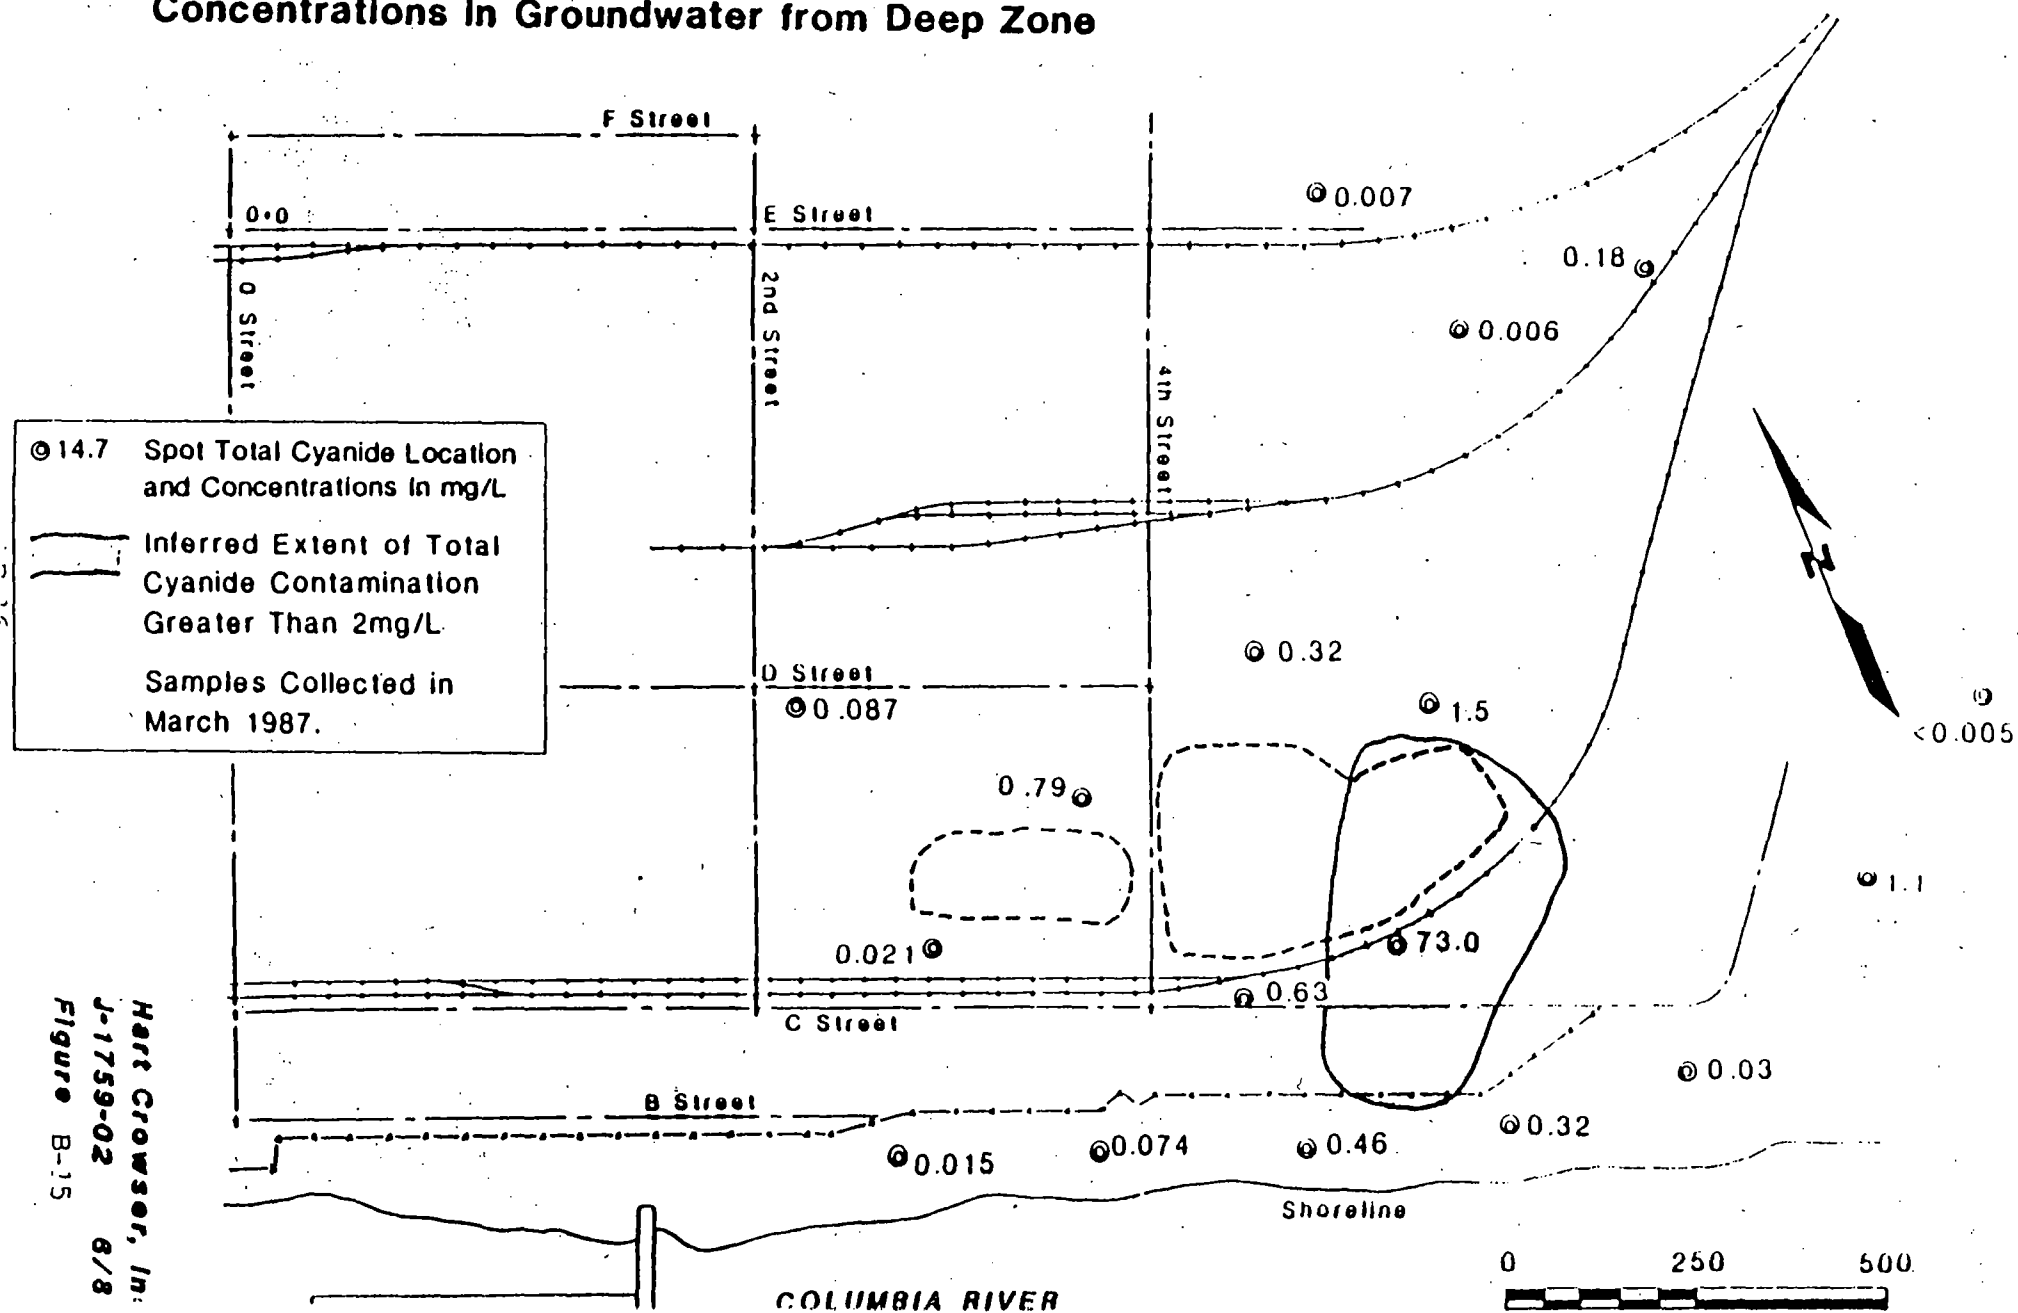 Concentrations in Groundwater from Deep Zone
F Street
0+0
E Street
0.007
0.18
0 Street
2nd Street
0.006
4th Street
14.7 Spot Total Cyanide Location
and Concentrations in mg/L
Inferred Extent of Total
Cyanide Contamination
Greater Than 2mg/L
Samples Collected in
March 1987.
N
0.32
D Street
0.087
1.5
<0.005
0.79
1.1
0.021
73.0
0.63
C Street
0.03
B Street
0.32
0.015
0.074
0.46
Shoreline
0 250 500
COLUMBIA RIVER
Hart Crowser, In
J-1759-02 6/8
Figure B-15